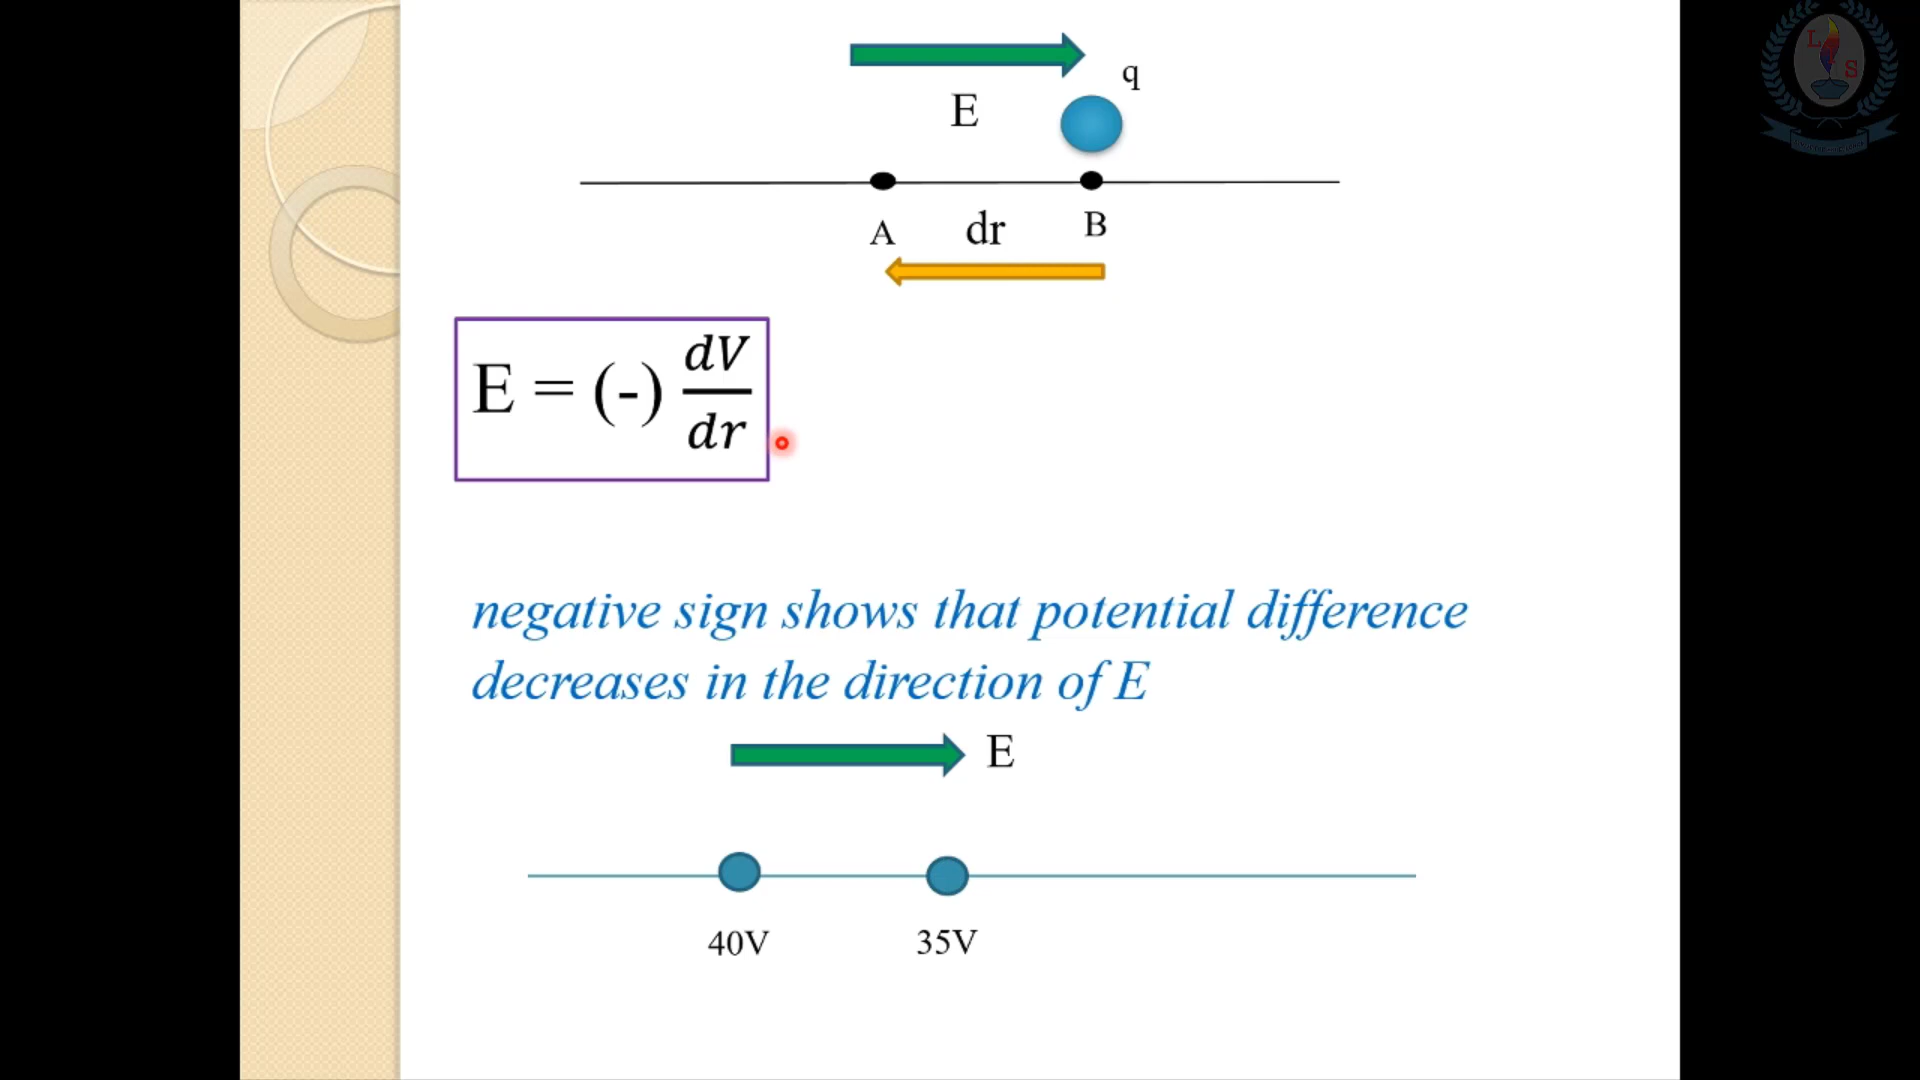 q
E
A dr B
E = (-) dV/dr
negative sign shows that potential difference
decreases in the direction of E
E
40V 35V
L
S